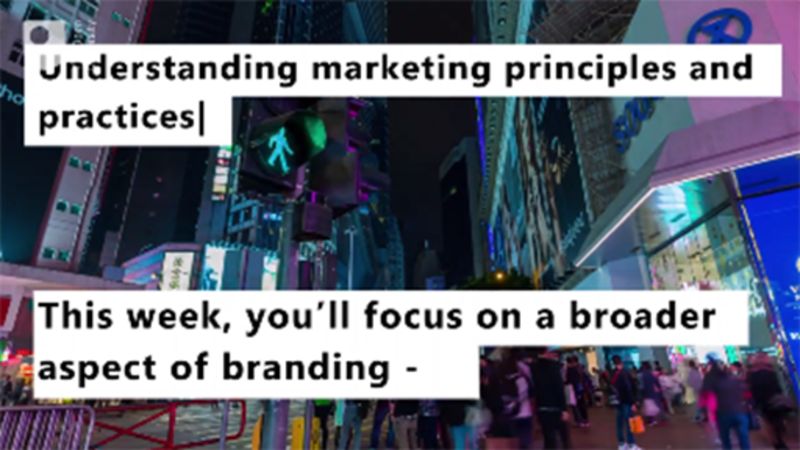 Understanding marketing principles and
practices|
This week, you'll focus on a broader
aspect of branding -